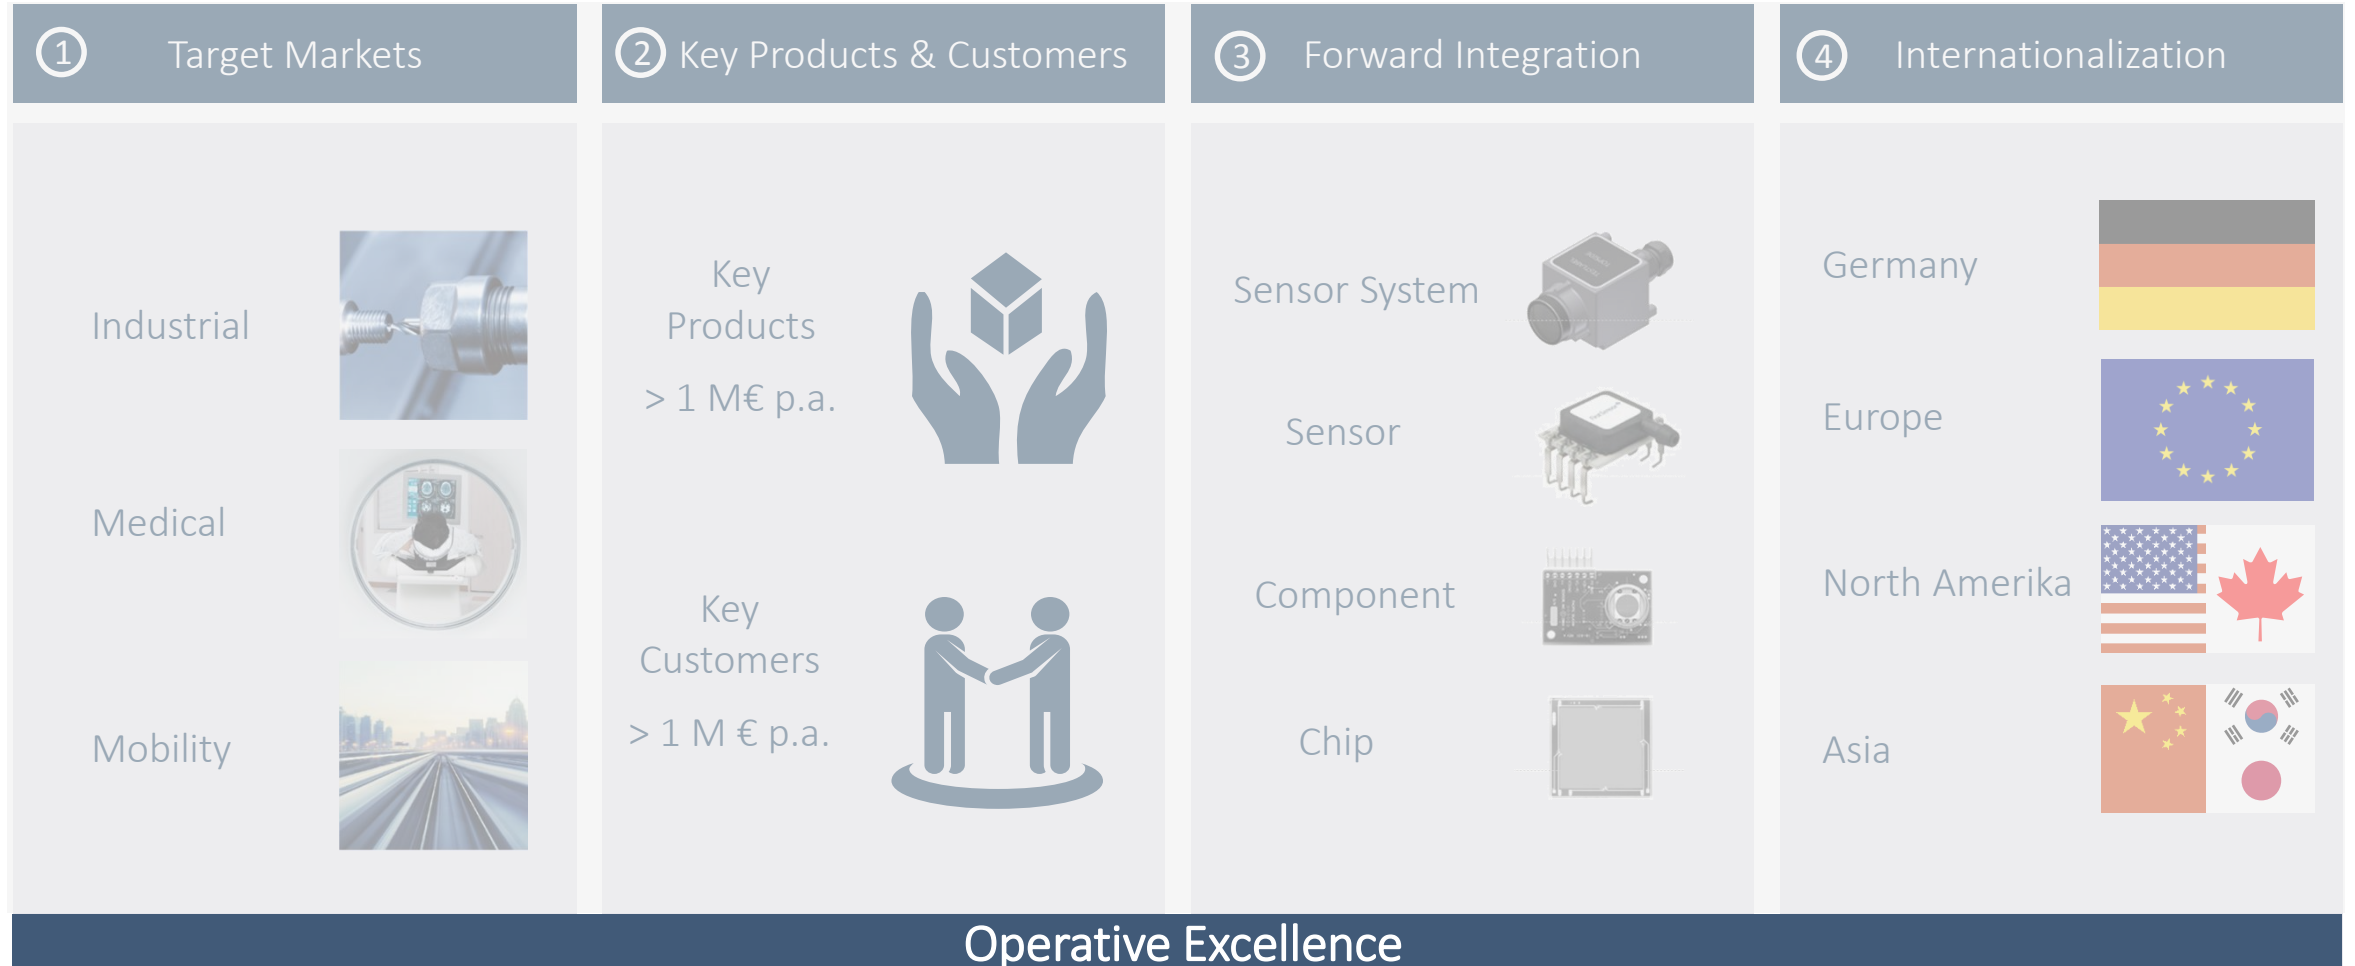 1 Target Markets
Industrial
Medical
Mobility
2 Key Products & Customers
Key
Products
> 1 M€ p.a.
Key
Customers
> 1 M € p.a.
3 Forward Integration
Sensor System
Sensor
Component
Chip
4 Internationalization
Germany
Europe
North Amerika
Asia
Operative Excellence